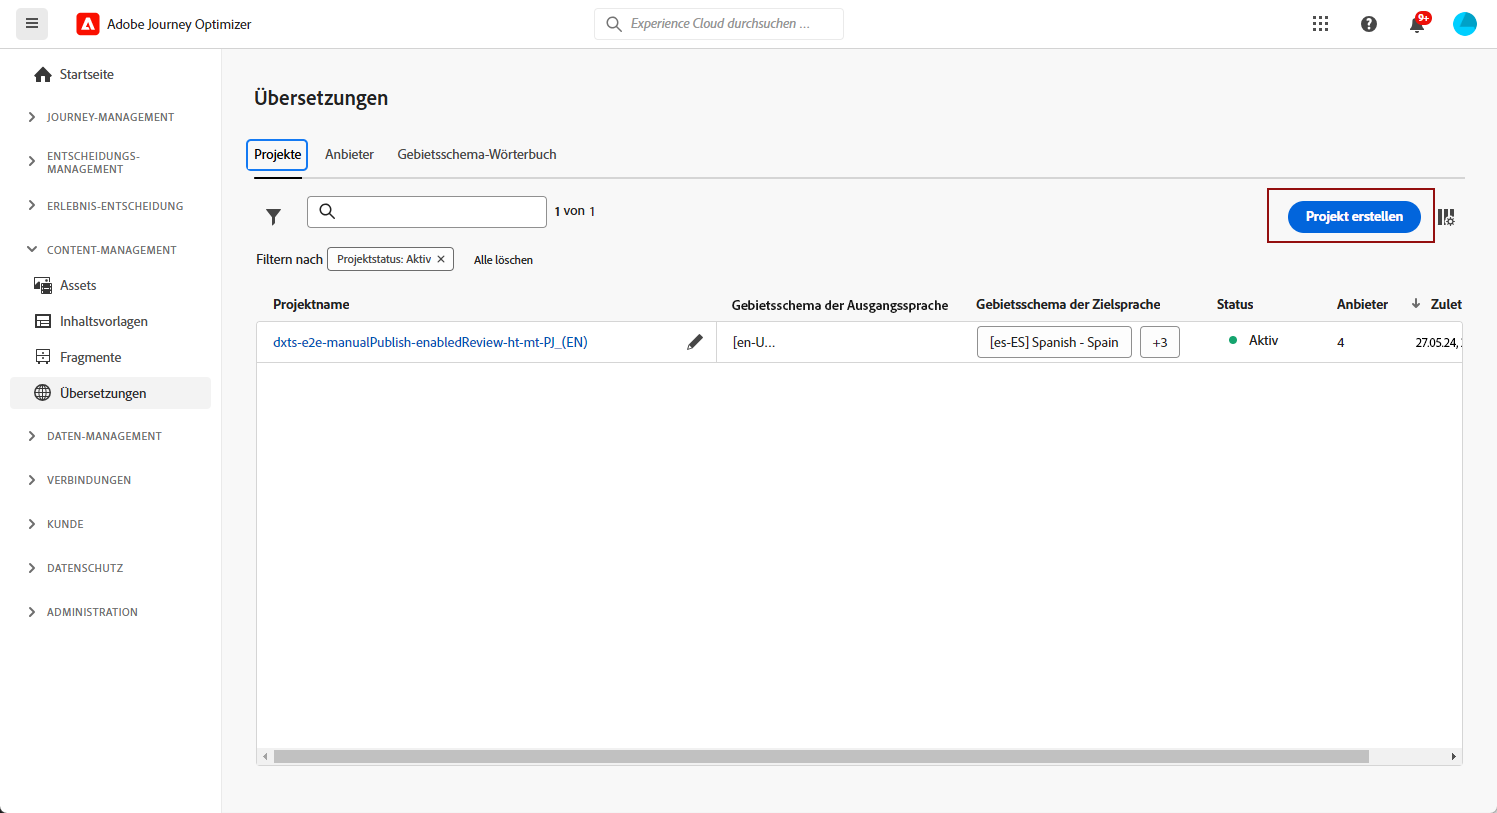 Adobe Journey Optimizer
Experience Cloud durchsuchen ...
9+
Startseite
JOURNEY-MANAGEMENT
ENTSCHEIDUNGS-
MANAGEMENT
ERLEBNIS-ENTSCHEIDUNG
CONTENT-MANAGEMENT
Assets
Inhaltsvorlagen
Fragmente
Übersetzungen
DATEN-MANAGEMENT
VERBINDUNGEN
KUNDE
DATENSCHUTZ
ADMINISTRATION
Übersetzungen
Projekte Anbieter Gebietsschema-Wörterbuch
1 von 1
Projekt erstellen
Filtern nach Projektstatus: Aktiv Alle löschen
Projektname Gebietsschema der Ausgangssprache Gebietsschema der Zielsprache Status Anbieter Zulet
dxts-e2e-manualPublish-enabledReview-ht-mt-PJ_(EN) [en-U... [es-ES] Spanish - Spain +3 Aktiv 4 27.05.24,